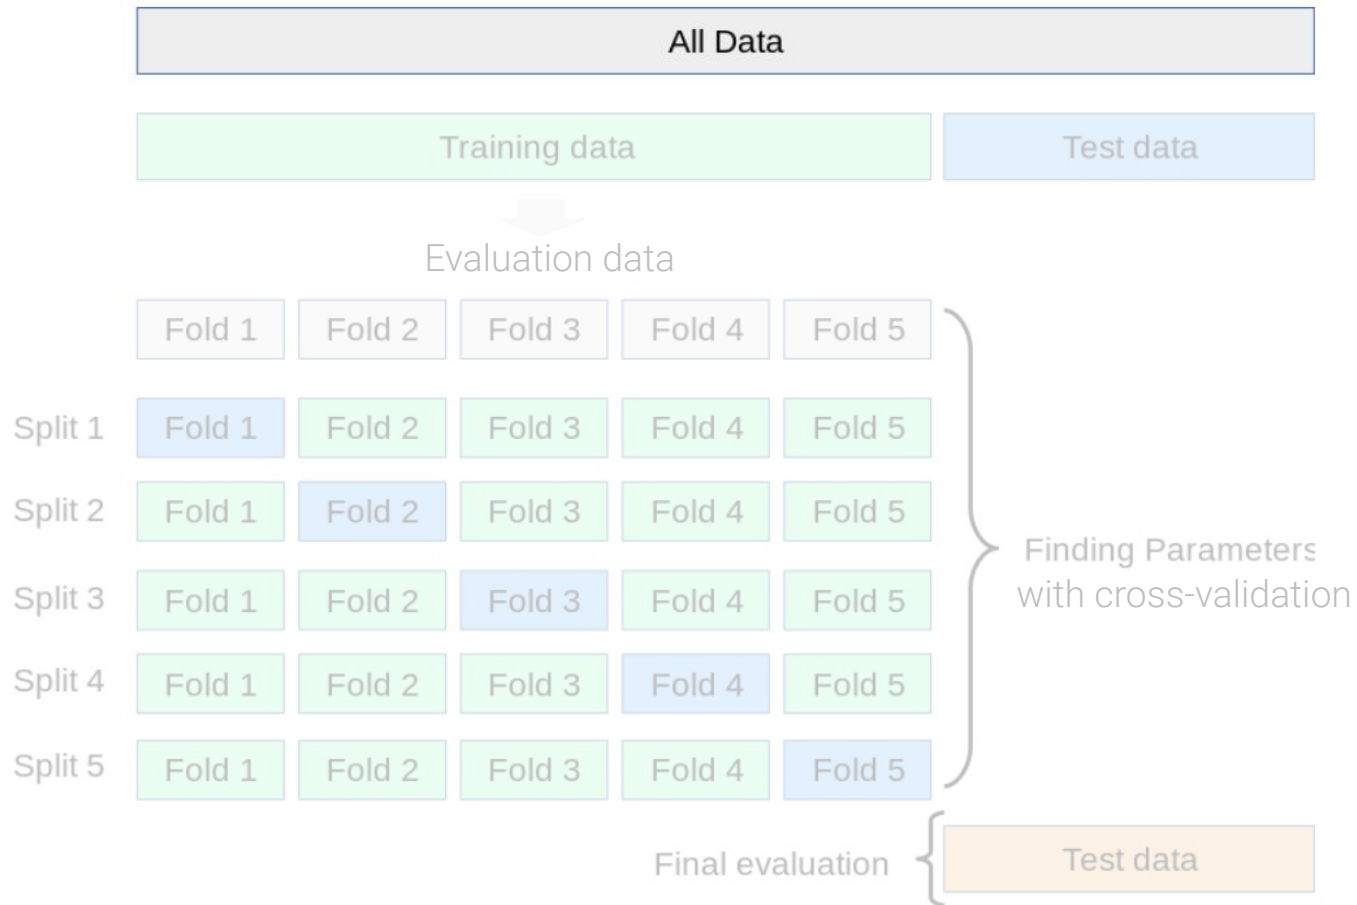 All Data
Training data Test data
Evaluation data
Fold 1 Fold 2 Fold 3 Fold 4 Fold 5
Split 1 Fold 1 Fold 2 Fold 3 Fold 4 Fold 5
Split 2 Fold 1 Fold 2 Fold 3 Fold 4 Fold 5
Finding Parameters
with cross-validation
Split 3 Fold 1 Fold 2 Fold 3 Fold 4 Fold 5
Split 4 Fold 1 Fold 2 Fold 3 Fold 4 Fold 5
Split 5 Fold 1 Fold 2 Fold 3 Fold 4 Fold 5
Final evaluation Test data